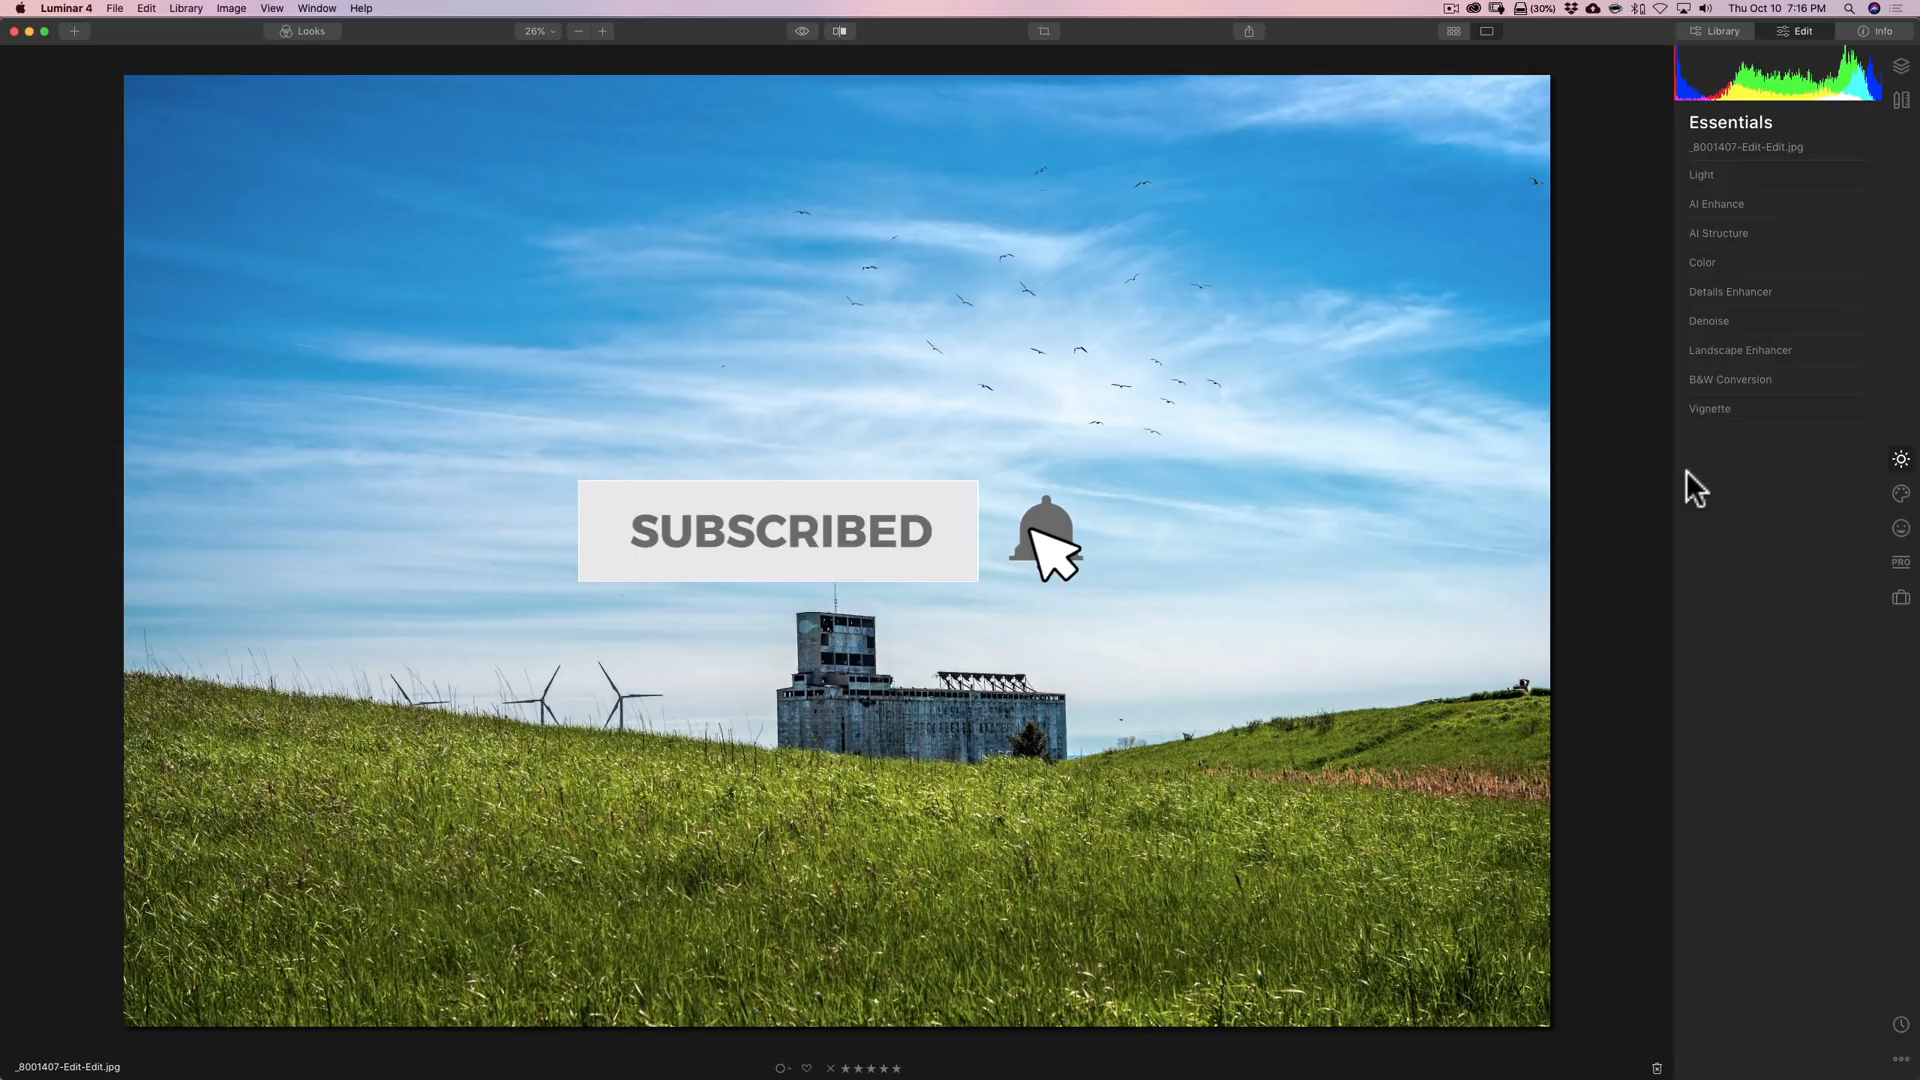 Luminar 4 File Edit Library Image View Window Help (30%) Thu Oct 10 7:16 PM
Looks 26% Library Edit Info
Essentials
_8001407-Edit-Edit.jpg
Light
AI Enhance
AI Structure
Color
Details Enhancer
Denoise
Landscape Enhancer
B&W Conversion
Vignette
SUBSCRIBED
PRO
_8001407-Edit-Edit.jpg